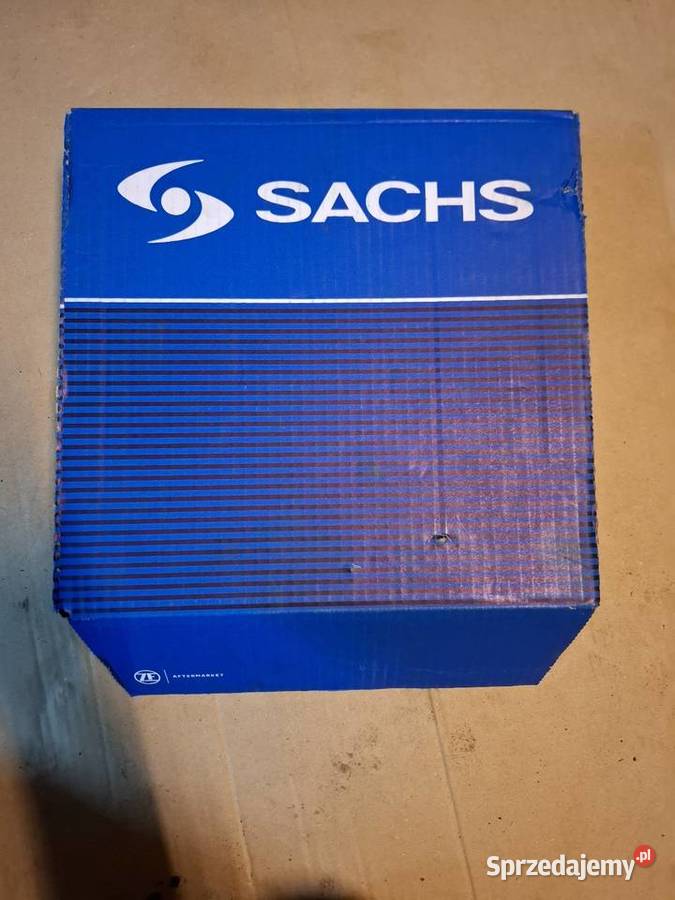 SACHS
ZF AFTERMARKET
Sprzedajemy.pl